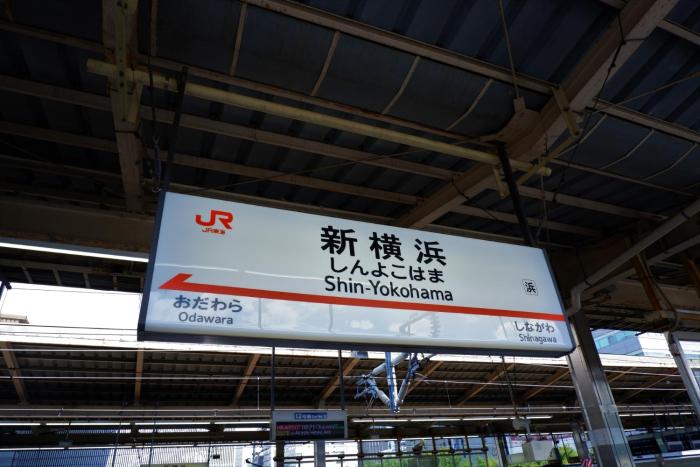 JR
JR東海
新横浜
しんよこはま
Shin-Yokohama
浜
おだわら
Odawara
しながわ
Shinagawa